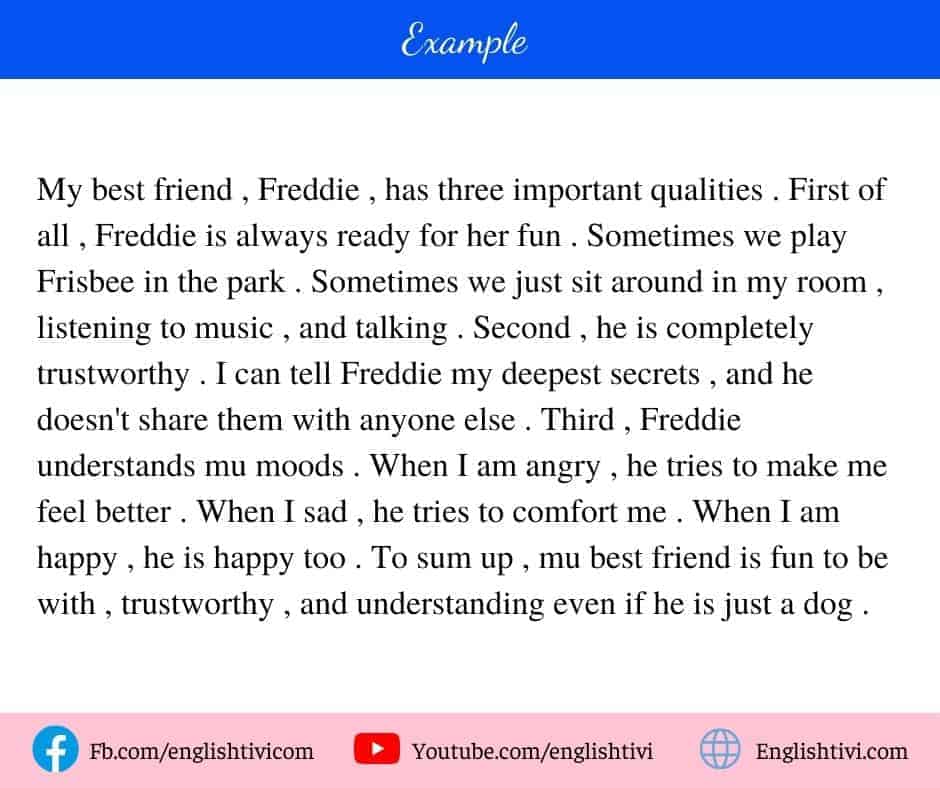 Example
My best friend , Freddie , has three important qualities . First of
all , Freddie is always ready for her fun . Sometimes we play
Frisbee in the park . Sometimes we just sit around in my room ,
listening to music , and talking . Second , he is completely
trustworthy . I can tell Freddie my deepest secrets , and he
doesn't share them with anyone else . Third , Freddie
understands mu moods . When I am angry , he tries to make me
feel better . When I sad , he tries to comfort me . When I am
happy , he is happy too . To sum up , mu best friend is fun to be
with , trustworthy , and understanding even if he is just a dog .
Fb.com/englishtivicom Youtube.com/englishtivi Englishtivi.com